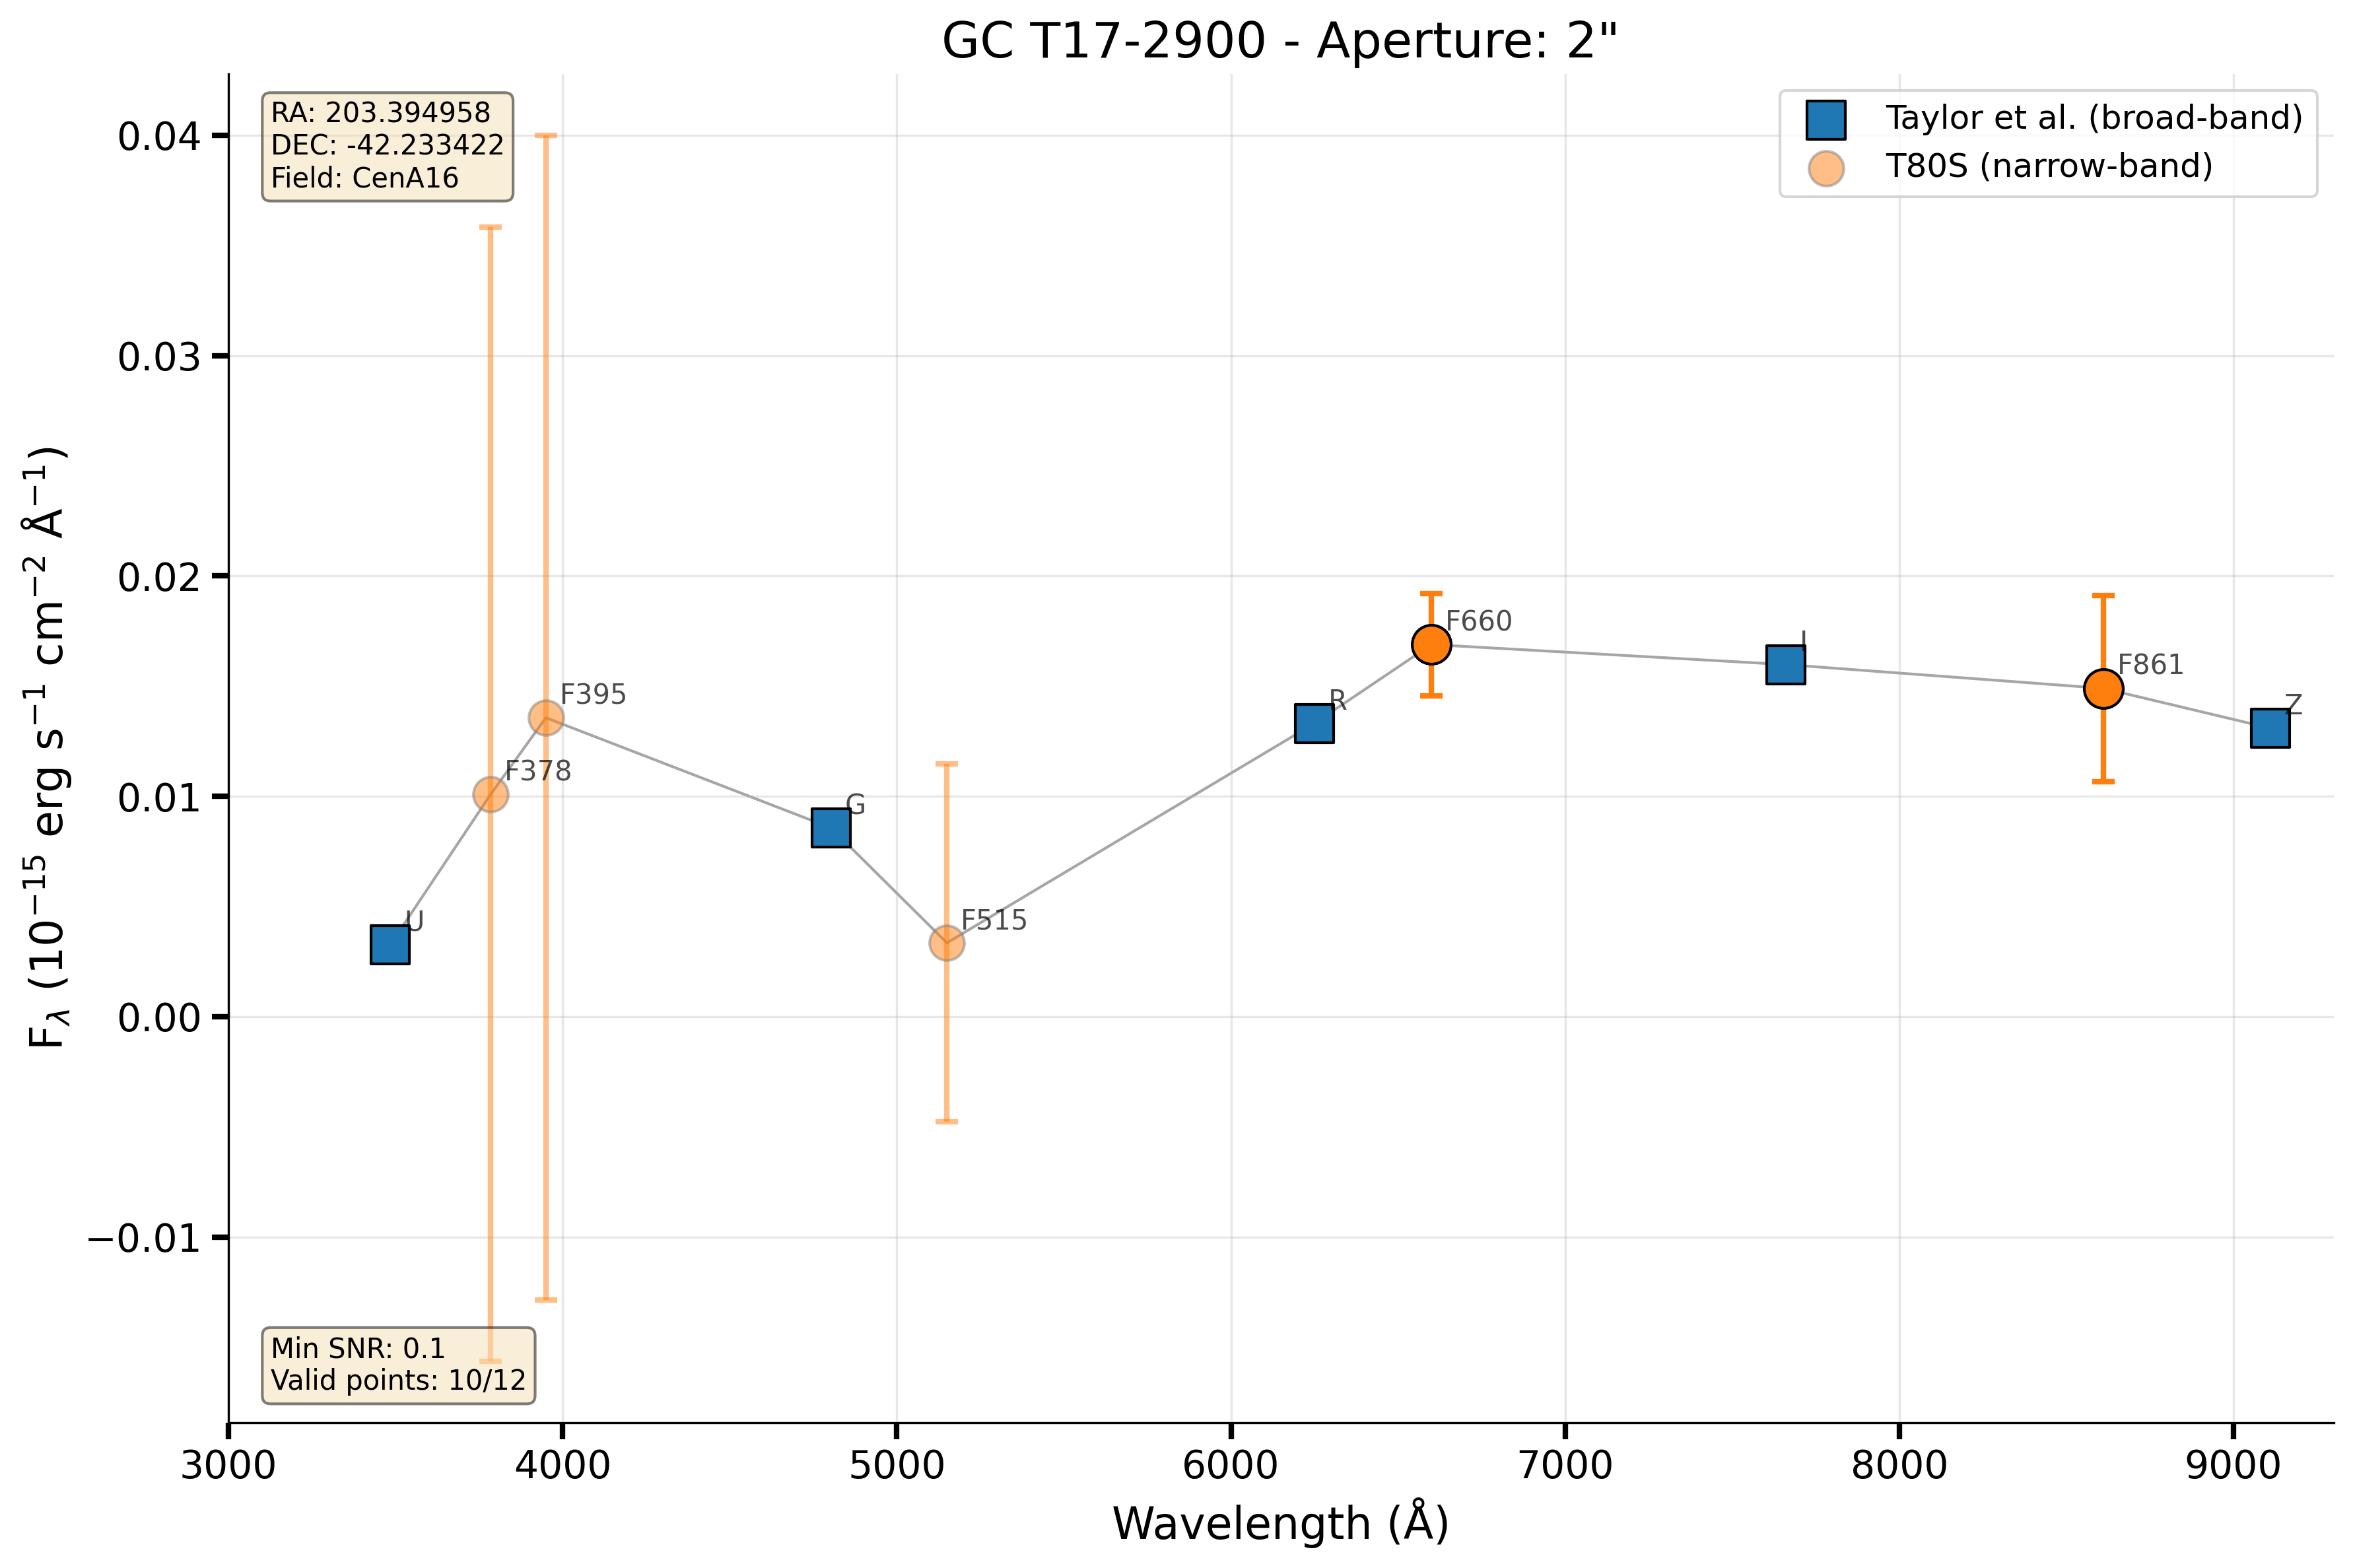 GC T17-2900 - Aperture: 2"
RA: 203.394958
DEC: -42.233422
Field: CenA16
Taylor et al. (broad-band)
T80S (narrow-band)
0.04
0.03
0.02
0.01
0.00
−0.01
F_λ (10⁻¹⁵ erg s⁻¹ cm⁻² Å⁻¹)
U
F378
F395
G
F515
R
F660
I
F861
Z
Min SNR: 0.1
Valid points: 10/12
3000 4000 5000 6000 7000 8000 9000
Wavelength (Å)